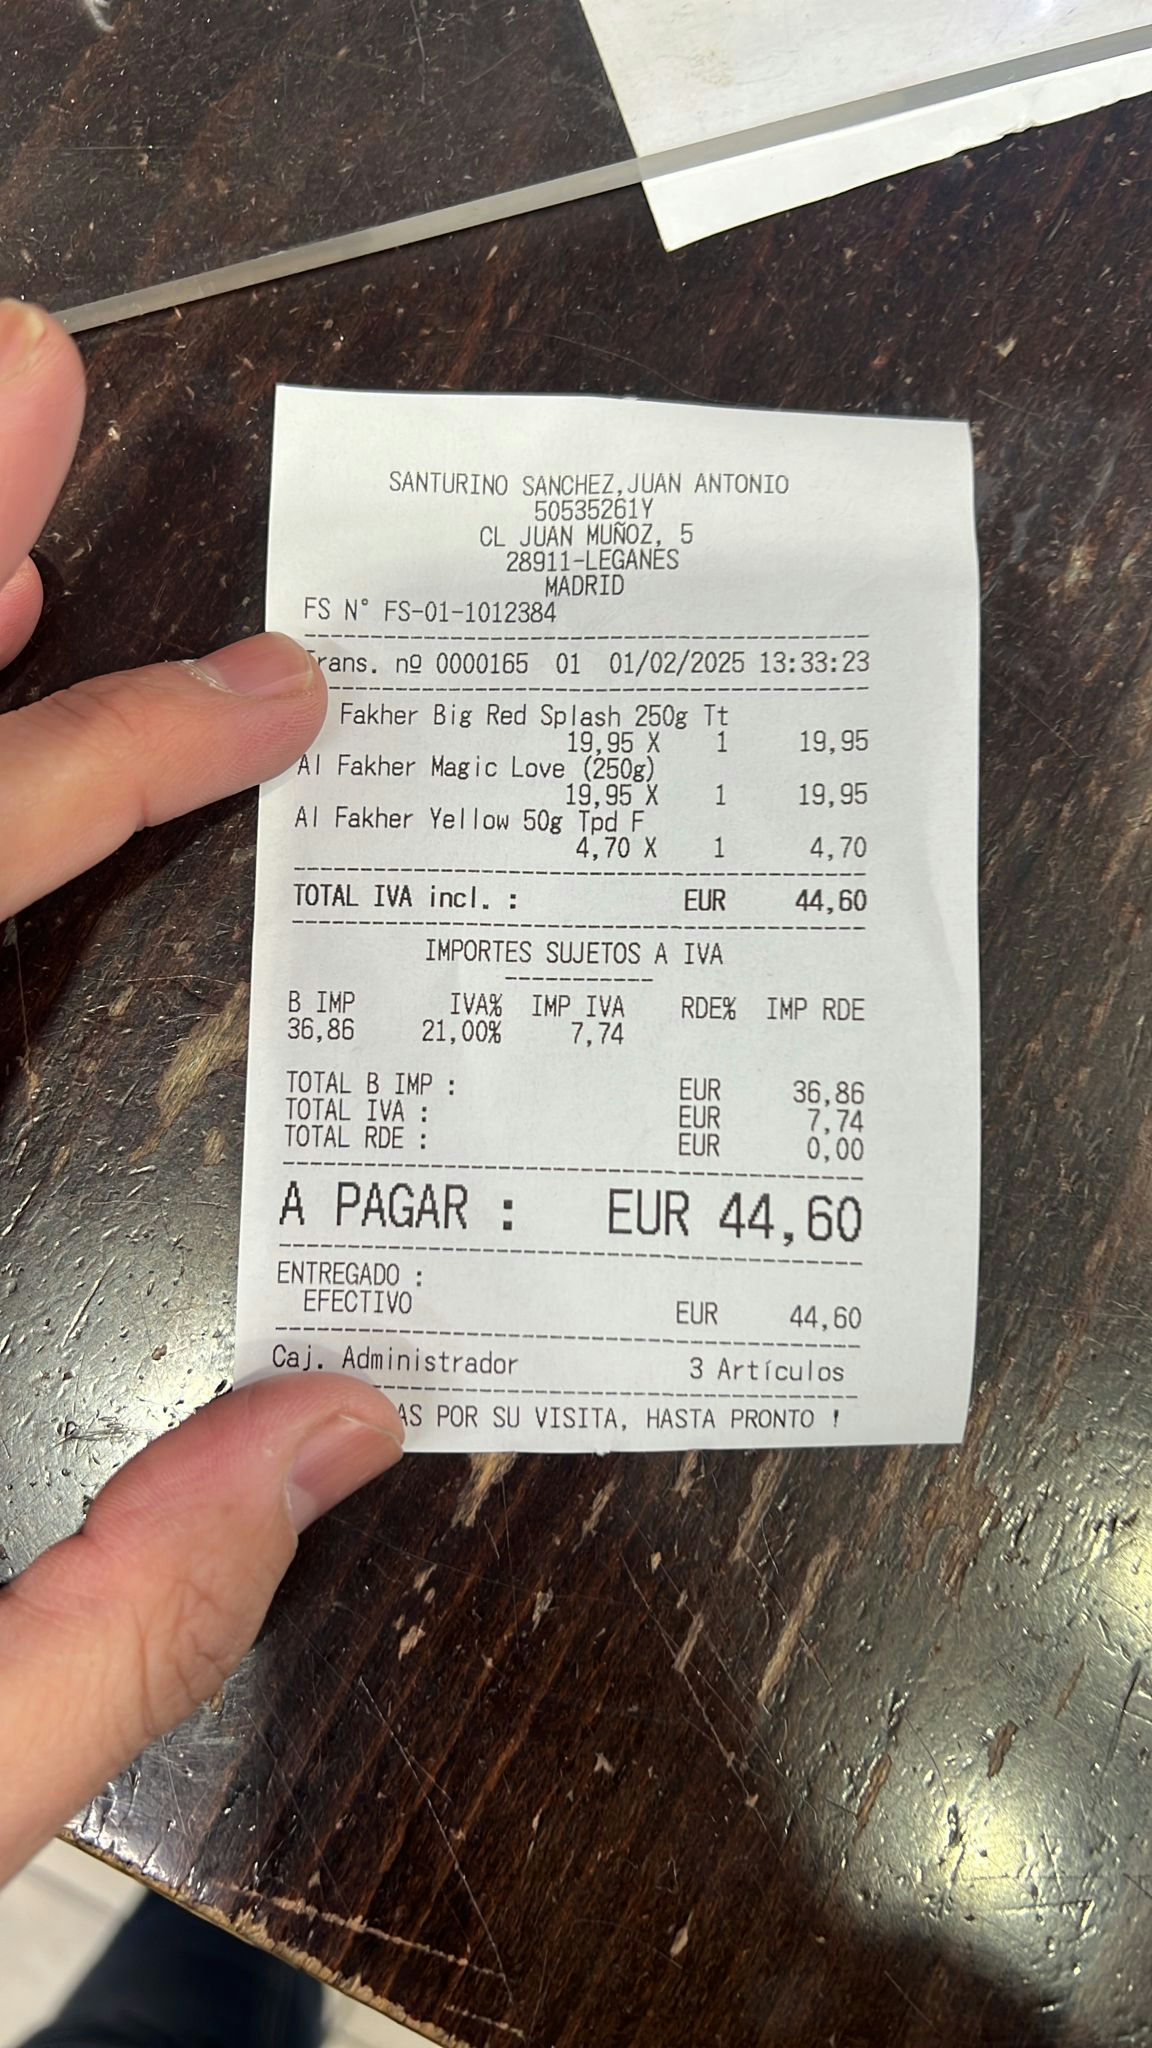 SANTURINO SANCHEZ,JUAN ANTONIO
50535261Y
CL JUAN MUÑOZ, 5
28911-LEGANÉS
MADRID
FS N° FS-01-1012384
Trans. nº 0000165 01 01/02/2025 13:33:23
Fakher Big Red Splash 250g Tt
19,95 X 1 19,95
Al Fakher Magic Love (250g)
19,95 X 1 19,95
Al Fakher Yellow 50g Tpd F
4,70 X 1 4,70
TOTAL IVA incl. : EUR 44,60
IMPORTES SUJETOS A IVA
B IMP IVA% IMP IVA RDE% IMP RDE
36,86 21,00% 7,74
TOTAL B IMP : EUR 36,86
TOTAL IVA : EUR 7,74
TOTAL RDE : EUR 0,00
A PAGAR : EUR 44,60
ENTREGADO :
EFECTIVO EUR 44,60
Caj. Administrador 3 Artículos
AS POR SU VISITA, HASTA PRONTO !